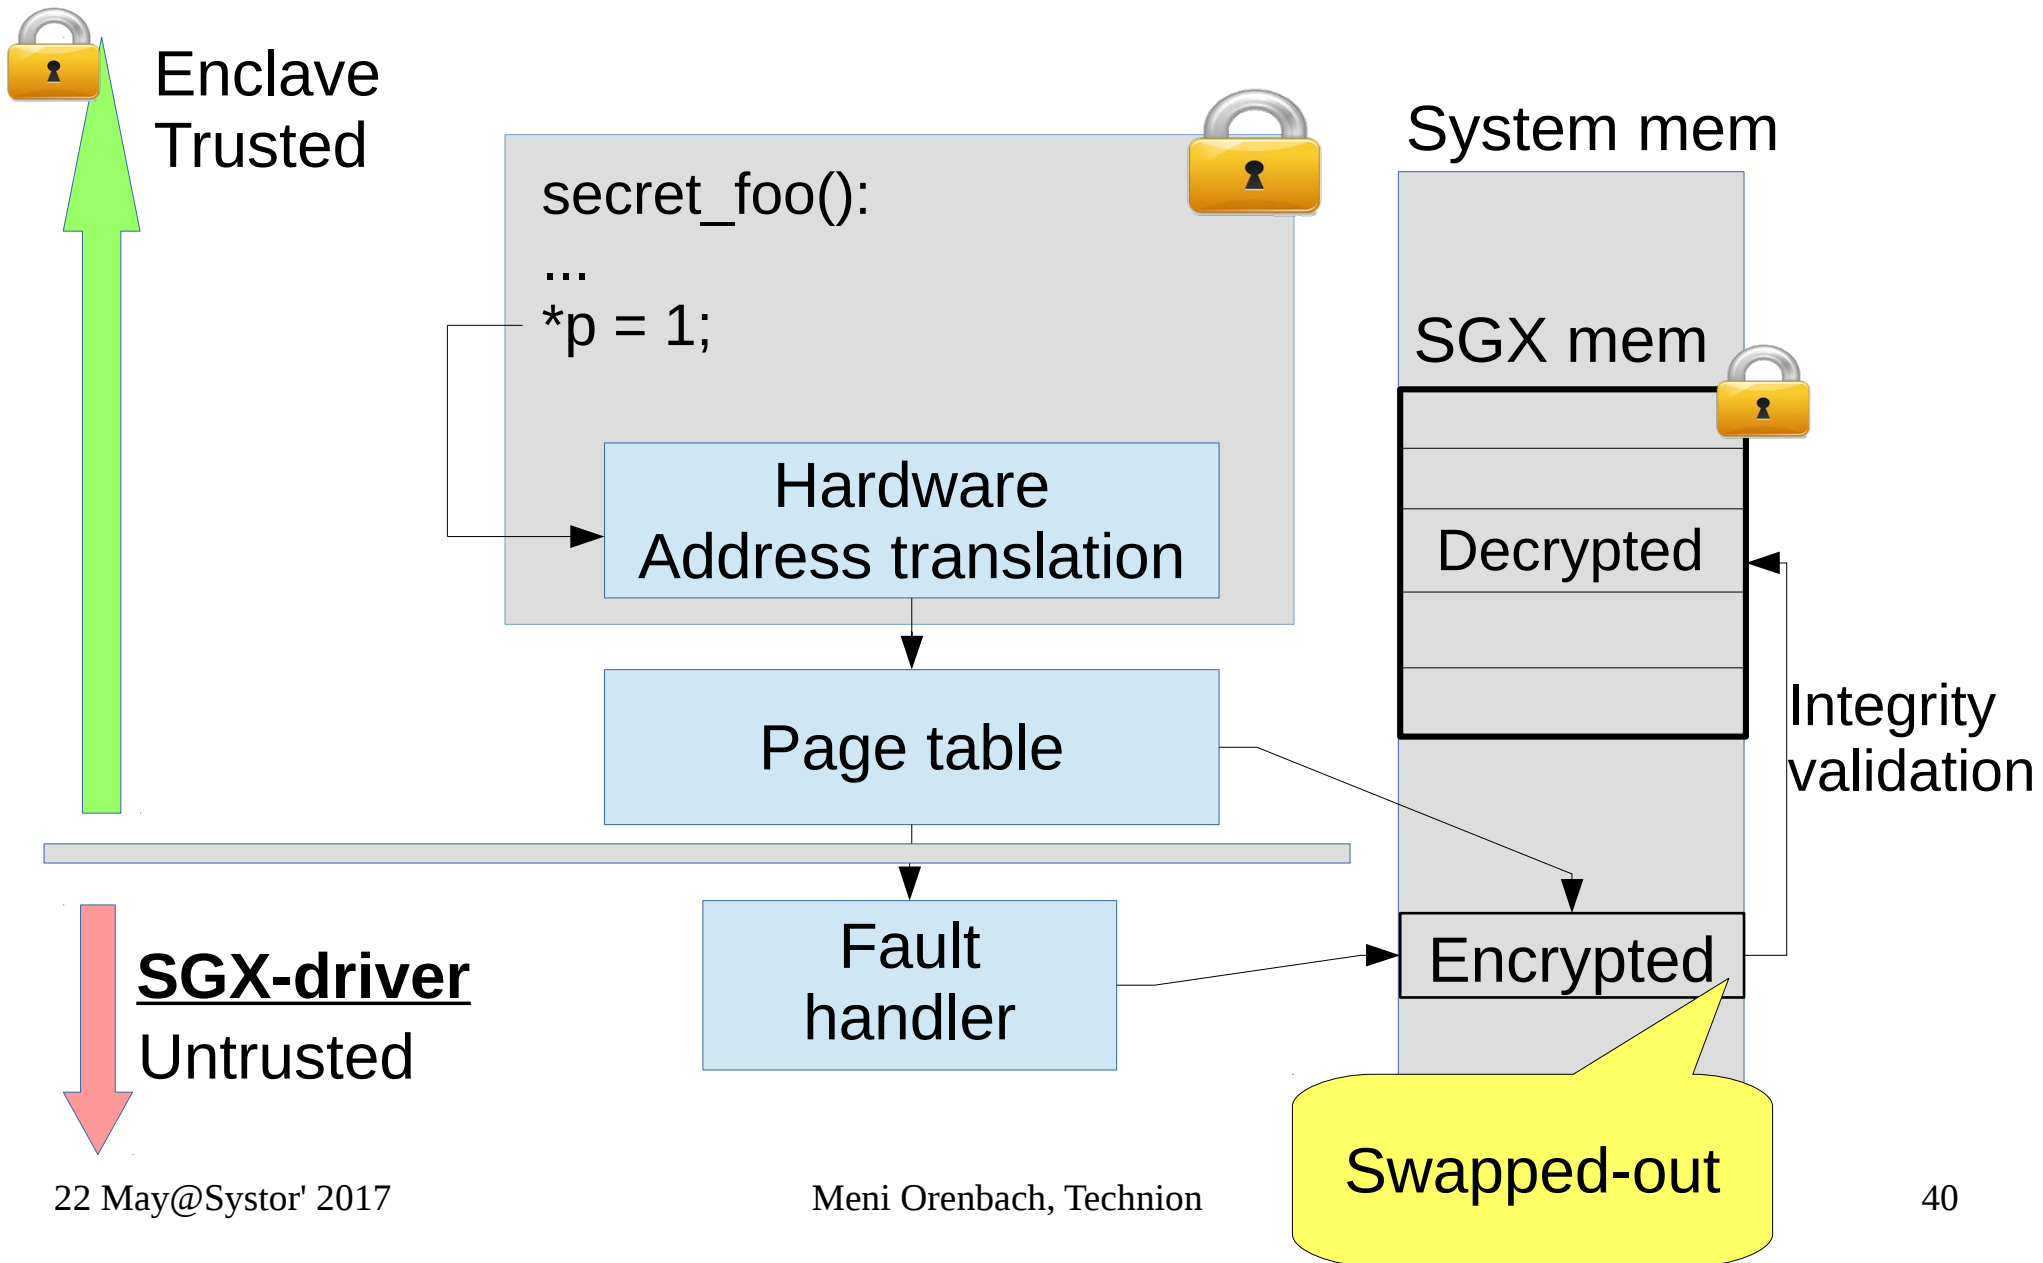 Enclave
Trusted
secret_foo():
...
*p = 1;
Hardware
Address translation
Page table
Fault
handler
SGX-driver
Untrusted
System mem
SGX mem
Decrypted
Integrity
validation
Encrypted
Swapped-out
22 May@Systor' 2017
Meni Orenbach, Technion
40